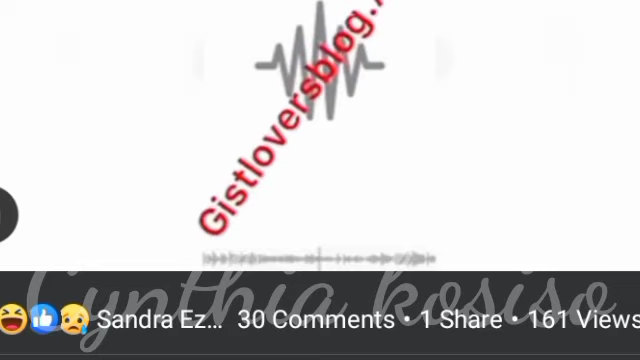 Gistloversblog.
Cynthia kosiso
Sandra Ez... 30 Comments • 1 Share • 161 Views